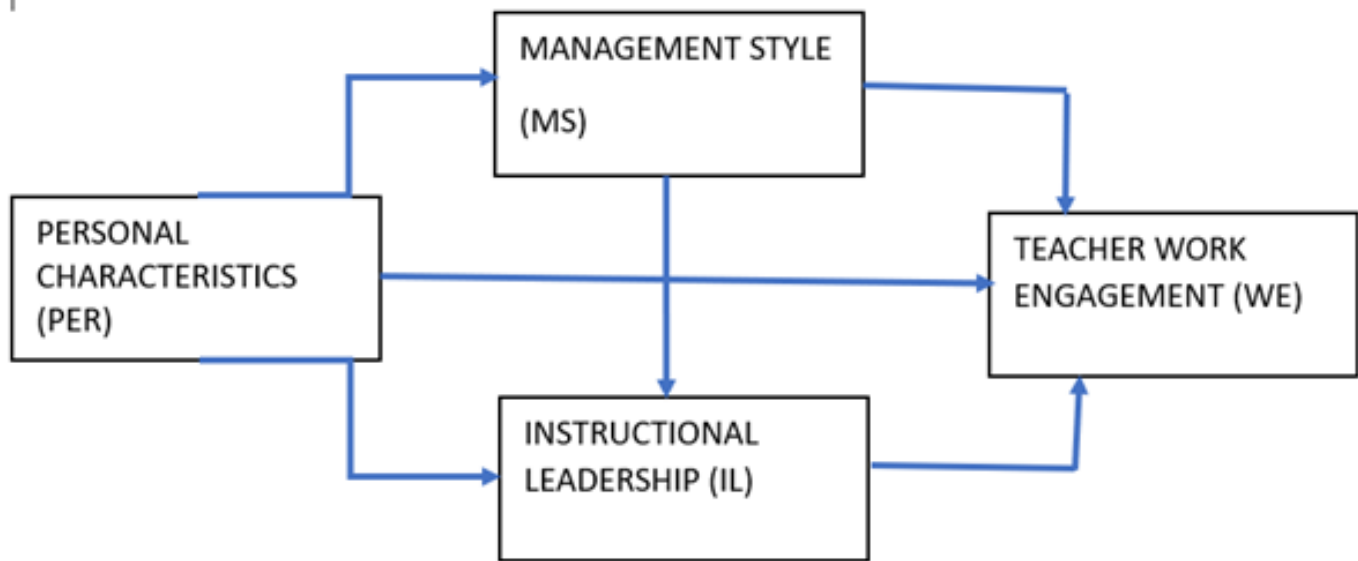 MANAGEMENT STYLE
(MS)
PERSONAL
CHARACTERISTICS
(PER)
TEACHER WORK
ENGAGEMENT (WE)
INSTRUCTIONAL
LEADERSHIP (IL)